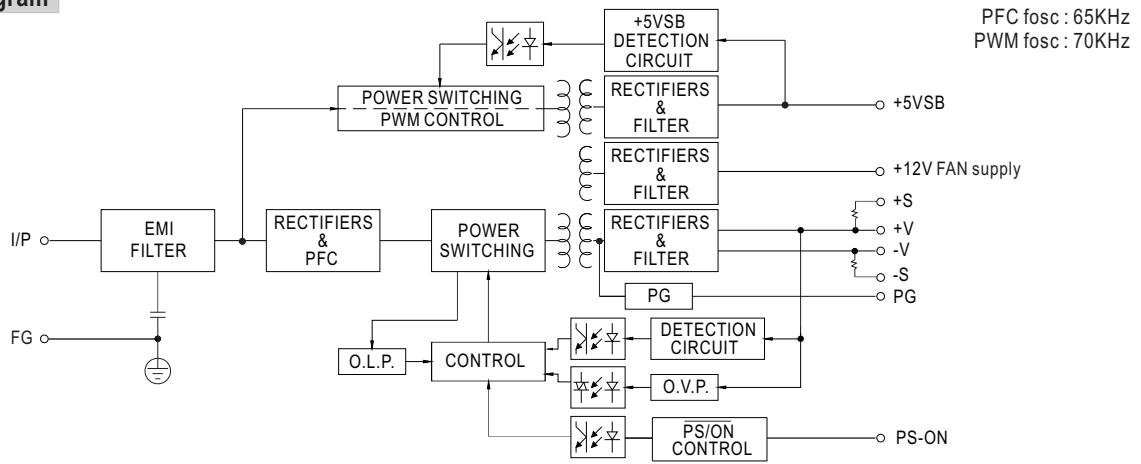 PFC fosc : 65KHz
PWM fosc : 70KHz
+5VSB
DETECTION
CIRCUIT
POWER SWITCHING
PWM CONTROL
RECTIFIERS
&
FILTER
+5VSB
RECTIFIERS
&
FILTER
+12V FAN supply
I/P
EMI
FILTER
RECTIFIERS
&
PFC
POWER
SWITCHING
RECTIFIERS
&
FILTER
+S
+V
-V
-S
PG
PG
FG
O.L.P.
CONTROL
DETECTION
CIRCUIT
O.V.P.
PS/ON
CONTROL
PS-ON